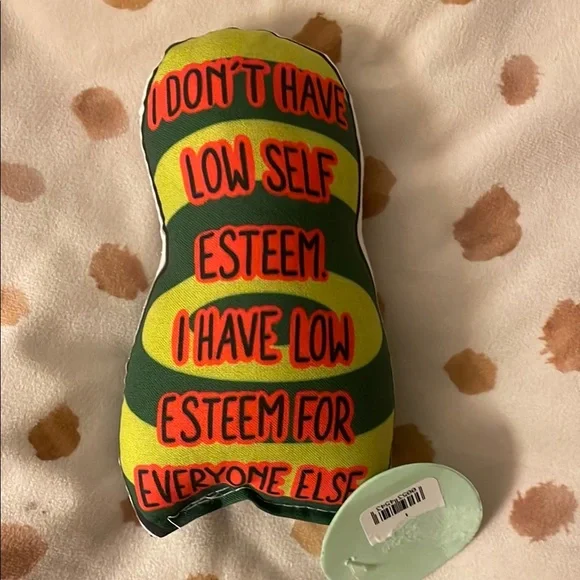 I DON'T HAVE
LOW SELF
ESTEEM.
I HAVE LOW
ESTEEM FOR
EVERYONE ELSE